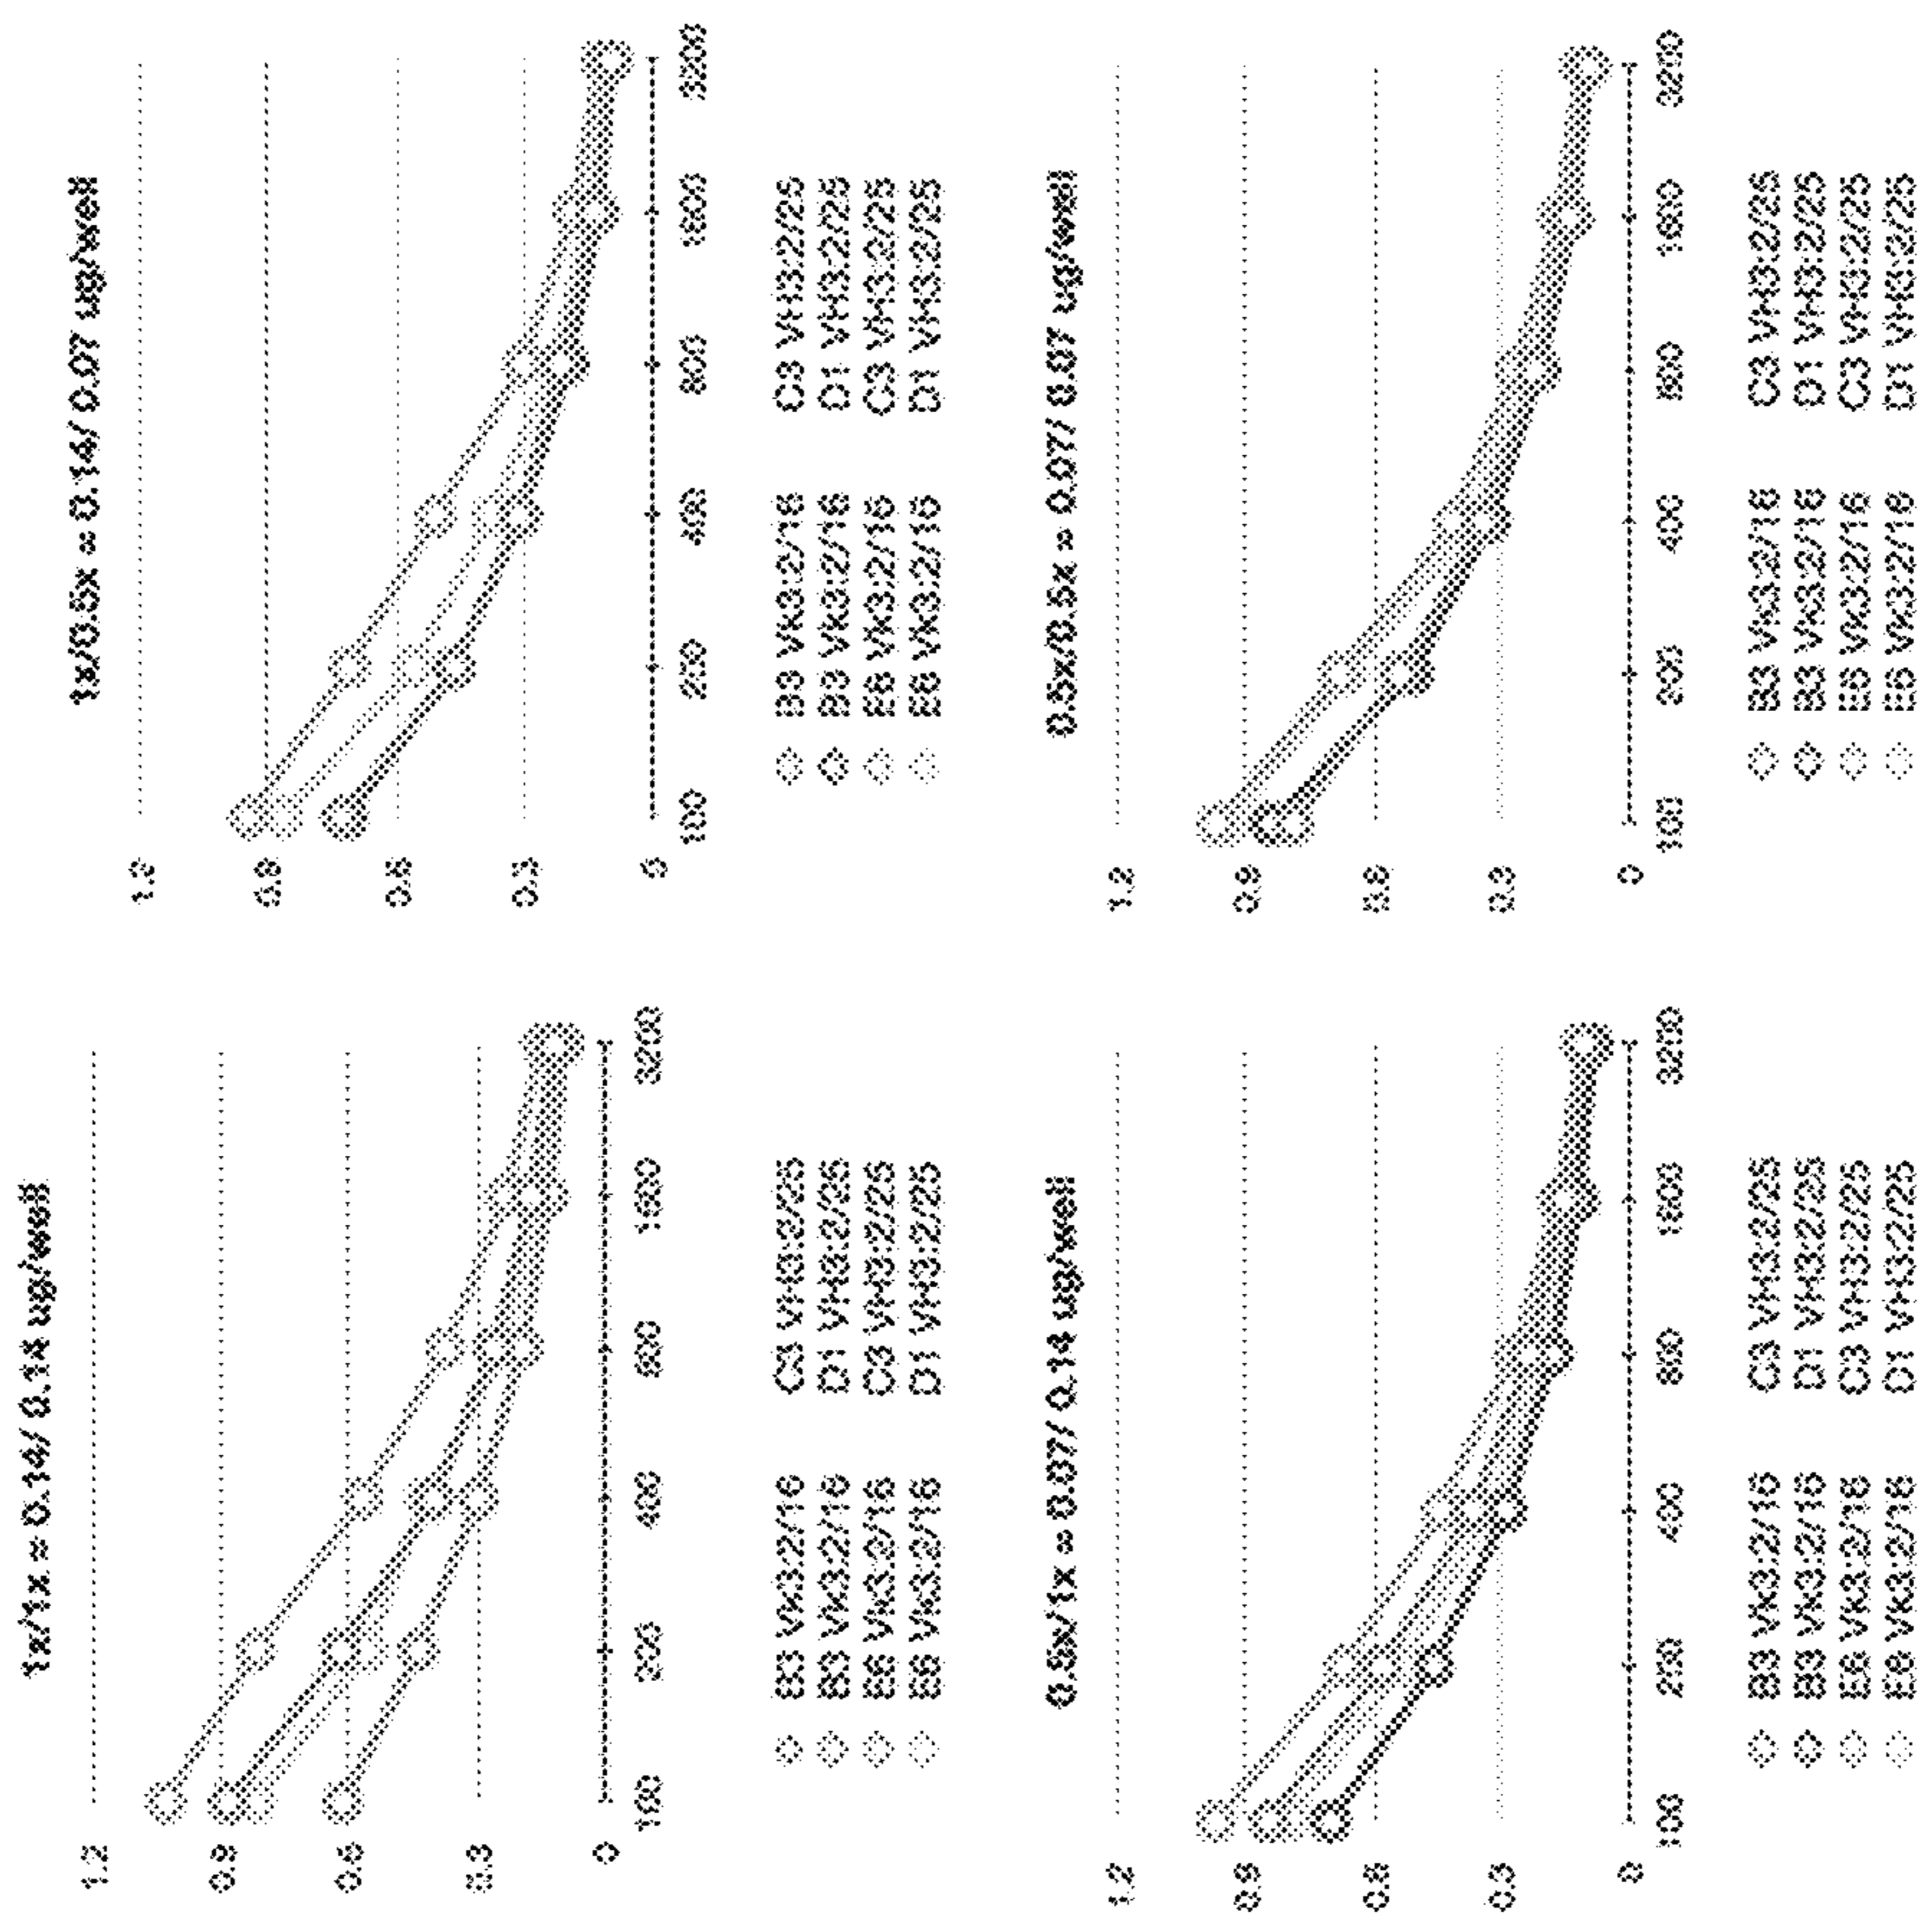 1x/1x = 0.14/ 0.14 ug/well
1.2
0.9
0.6
0.3
0
100 200 400 800 1600 3200
B3 VK3:2/16 C3 VH3:2/25
B3 VK3:2/16 D1 VH3:2/25
E6 VK3:2/16 C3 VH3:2/25
E6 VK3:2/16 D1 VH3:2/25
1x/0.5x = 0.14/ 0.07 ug/well
1.2
0.9
0.6
0.3
0
100 200 400 800 1600 3200
B3 VK3:2/16 C3 VH3:2/25
B3 VK3:2/16 D1 VH3:2/25
E6 VK3:2/16 C3 VH3:2/25
E6 VK3:2/16 D1 VH3:2/25
0.5x/1x = 0.07/ 0.14 ug/well
1.2
0.9
0.6
0.3
0
100 200 400 800 1600 3200
B3 VK3:2/16 C3 VH3:2/25
B3 VK3:2/16 D1 VH3:2/25
E6 VK3:2/16 C3 VH3:2/25
E6 VK3:2/16 D1 VH3:2/25
0.5x/0.5x = 0.07/ 0.07 ug/well
1.2
0.9
0.6
0.3
0
100 200 400 800 1600 3200
B3 VK3:2/16 C3 VH3:2/25
B3 VK3:2/16 D1 VH3:2/25
E6 VK3:2/16 C3 VH3:2/25
E6 VK3:2/16 D1 VH3:2/25